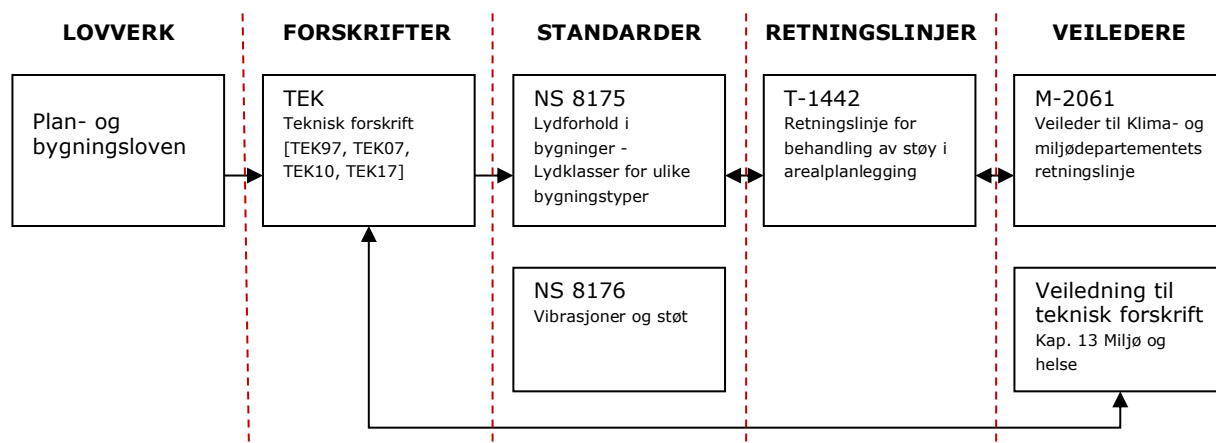 LOVVERK
FORSKRIFTER
STANDARDER
RETNINGSLINJER
VEILEDERE
Plan- og
bygningsloven
TEK
Teknisk forskrift
[TEK97, TEK07,
TEK10, TEK17]
NS 8175
Lydforhold i
bygninger -
Lydklasser for ulike
bygningstyper
T-1442
Retningslinje for
behandling av støy i
arealplanlegging
M-2061
Veileder til Klima- og
miljødepartementets
retningslinje
NS 8176
Vibrasjoner og støt
Veiledning til
teknisk forskrift
Kap. 13 Miljø og
helse